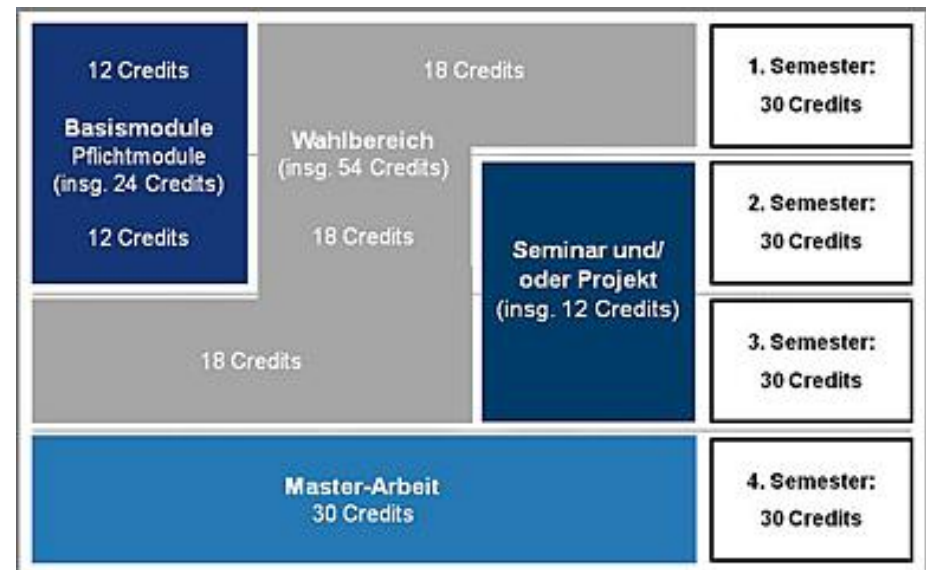 12 Credits
Basismodule
Pflichtmodule
(insg. 24 Credits)
12 Credits
18 Credits
Wahlbereich
(insg. 54 Credits)
18 Credits
18 Credits
Seminar und/
oder Projekt
(insg. 12 Credits)
Master-Arbeit
30 Credits
1. Semester:
30 Credits
2. Semester:
30 Credits
3. Semester:
30 Credits
4. Semester:
30 Credits